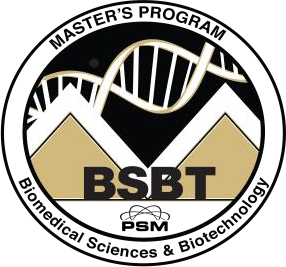 MASTER'S PROGRAM
BSBT
PSM
Biomedical Sciences & Biotechnology